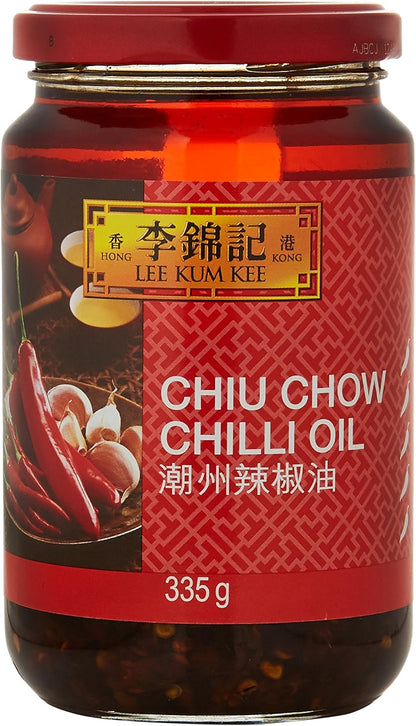 B
AJBCJ
香 李錦記 港
HONG KONG
LEE KUM KEE
CHIU CHOW
CHILLI OIL
潮州辣椒油
335g